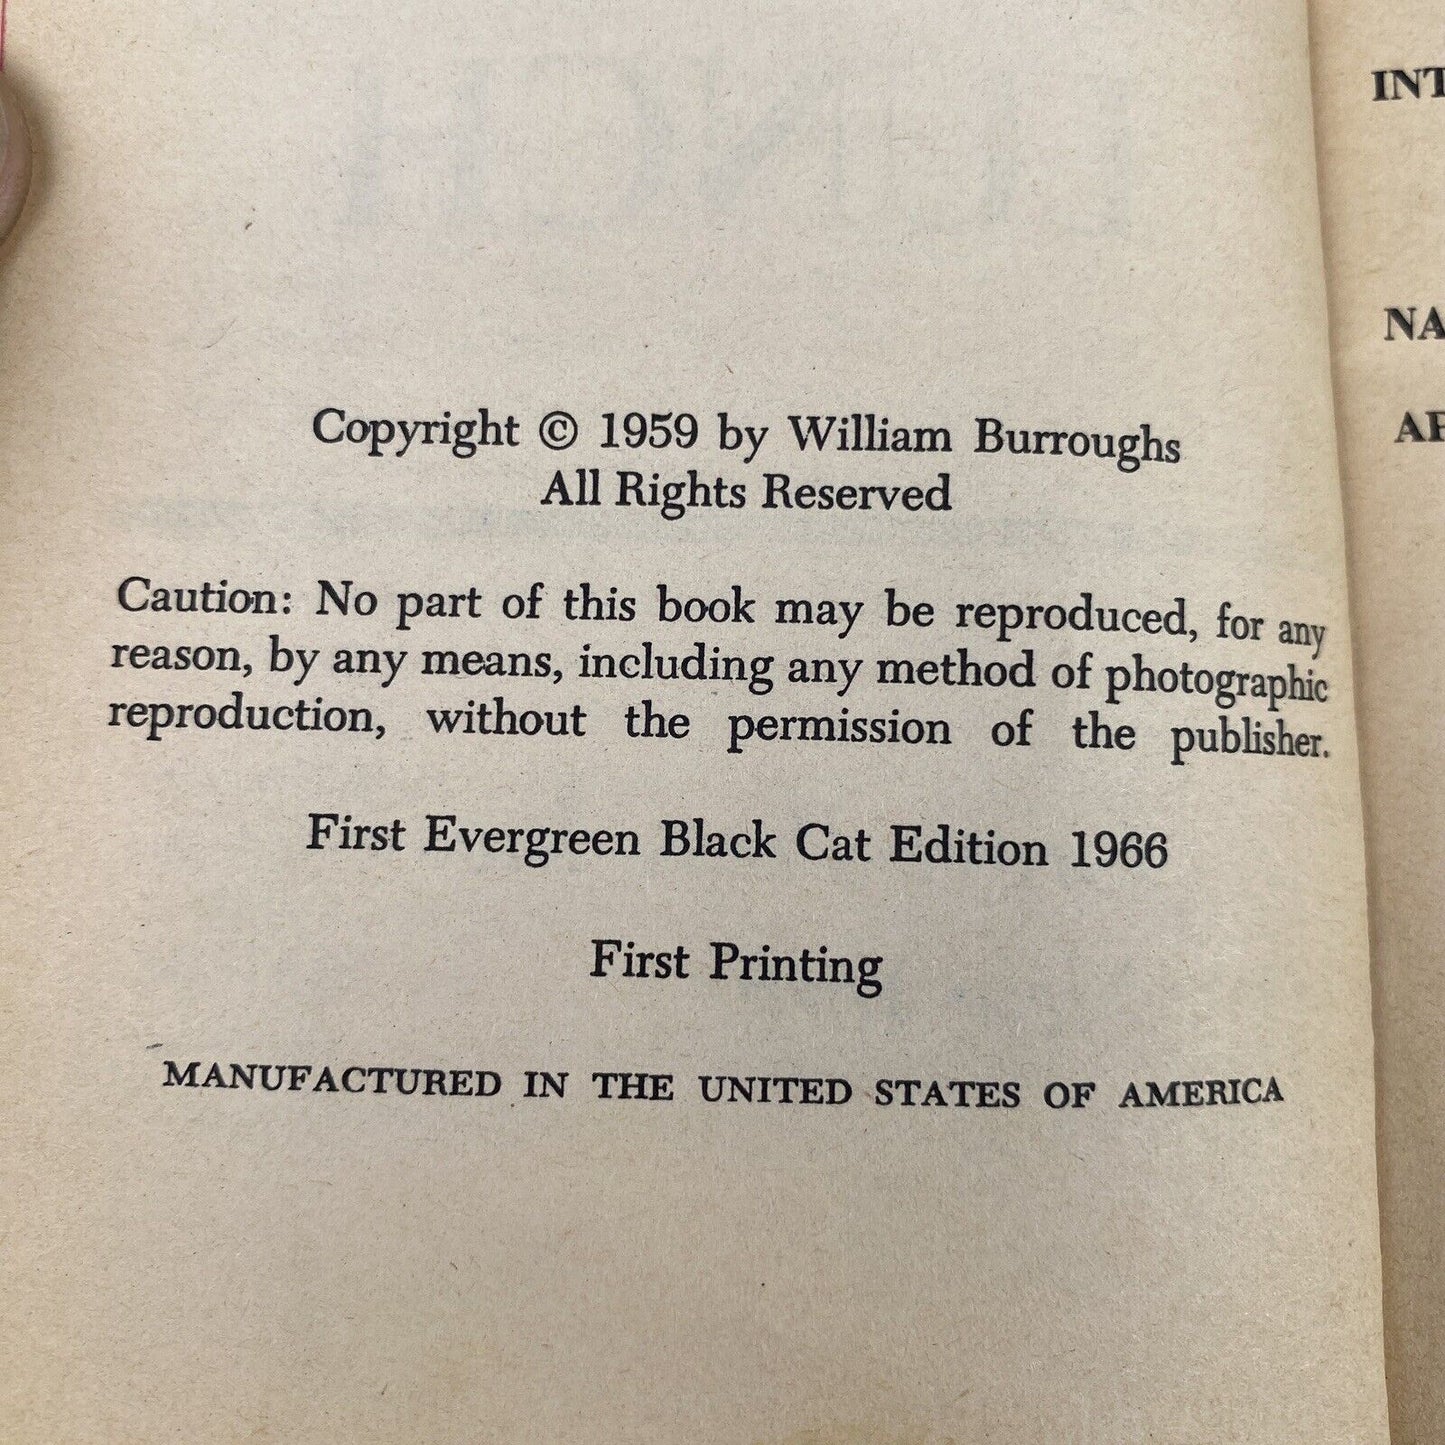 Copyright © 1959 by William Burroughs
All Rights Reserved
Caution: No part of this book may be reproduced, for any
reason, by any means, including any method of photographic
reproduction, without the permission of the publisher.
First Evergreen Black Cat Edition 1966
First Printing
MANUFACTURED IN THE UNITED STATES OF AMERICA
INT
NA